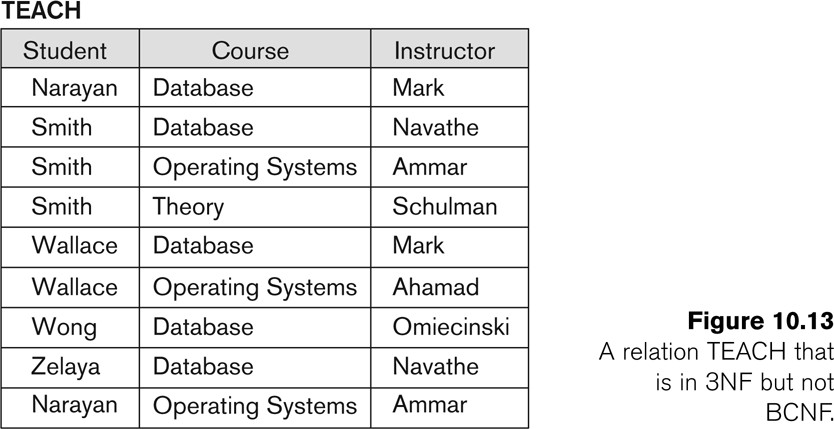 TEACH
Student Course Instructor
Narayan Database Mark
Smith Database Navathe
Smith Operating Systems Ammar
Smith Theory Schulman
Wallace Database Mark
Wallace Operating Systems Ahamad
Wong Database Omiecinski
Zelaya Database Navathe
Narayan Operating Systems Ammar
Figure 10.13
A relation TEACH that
is in 3NF but not
BCNF.